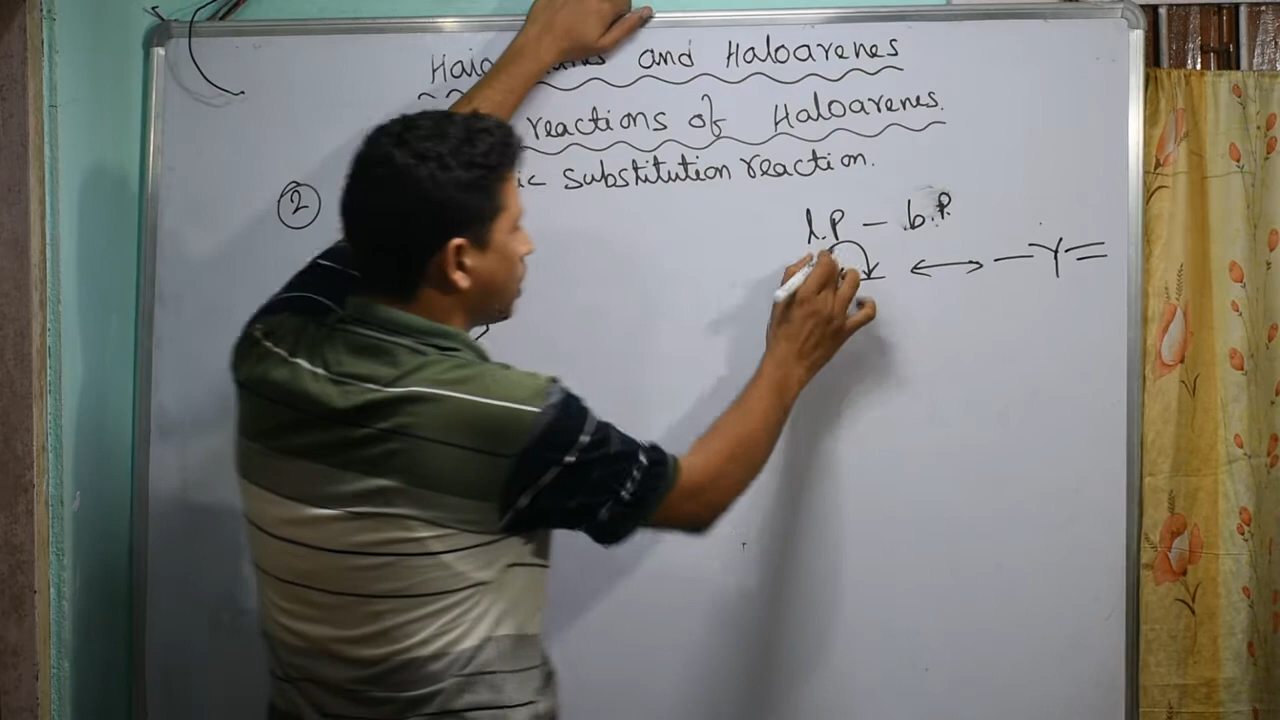 and Haloarenes
reactions of Haloarenes.
substitution reaction.
2
l.p - b.p
- Y =